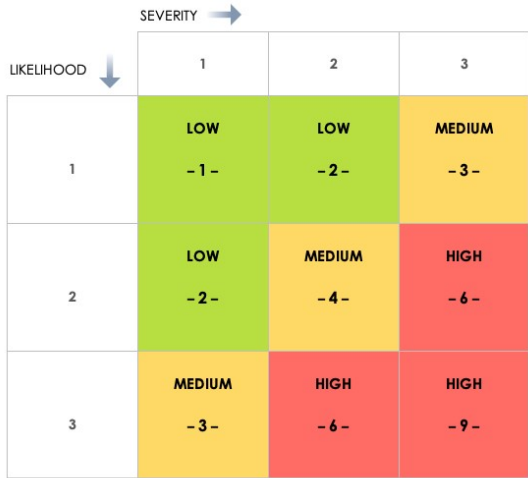 SEVERITY
LIKELIHOOD
1 2 3
LOW LOW MEDIUM
1 – 1 – – 2 – – 3 –
LOW MEDIUM HIGH
2 – 2 – – 4 – – 6 –
MEDIUM HIGH HIGH
3 – 3 – – 6 – – 9 –